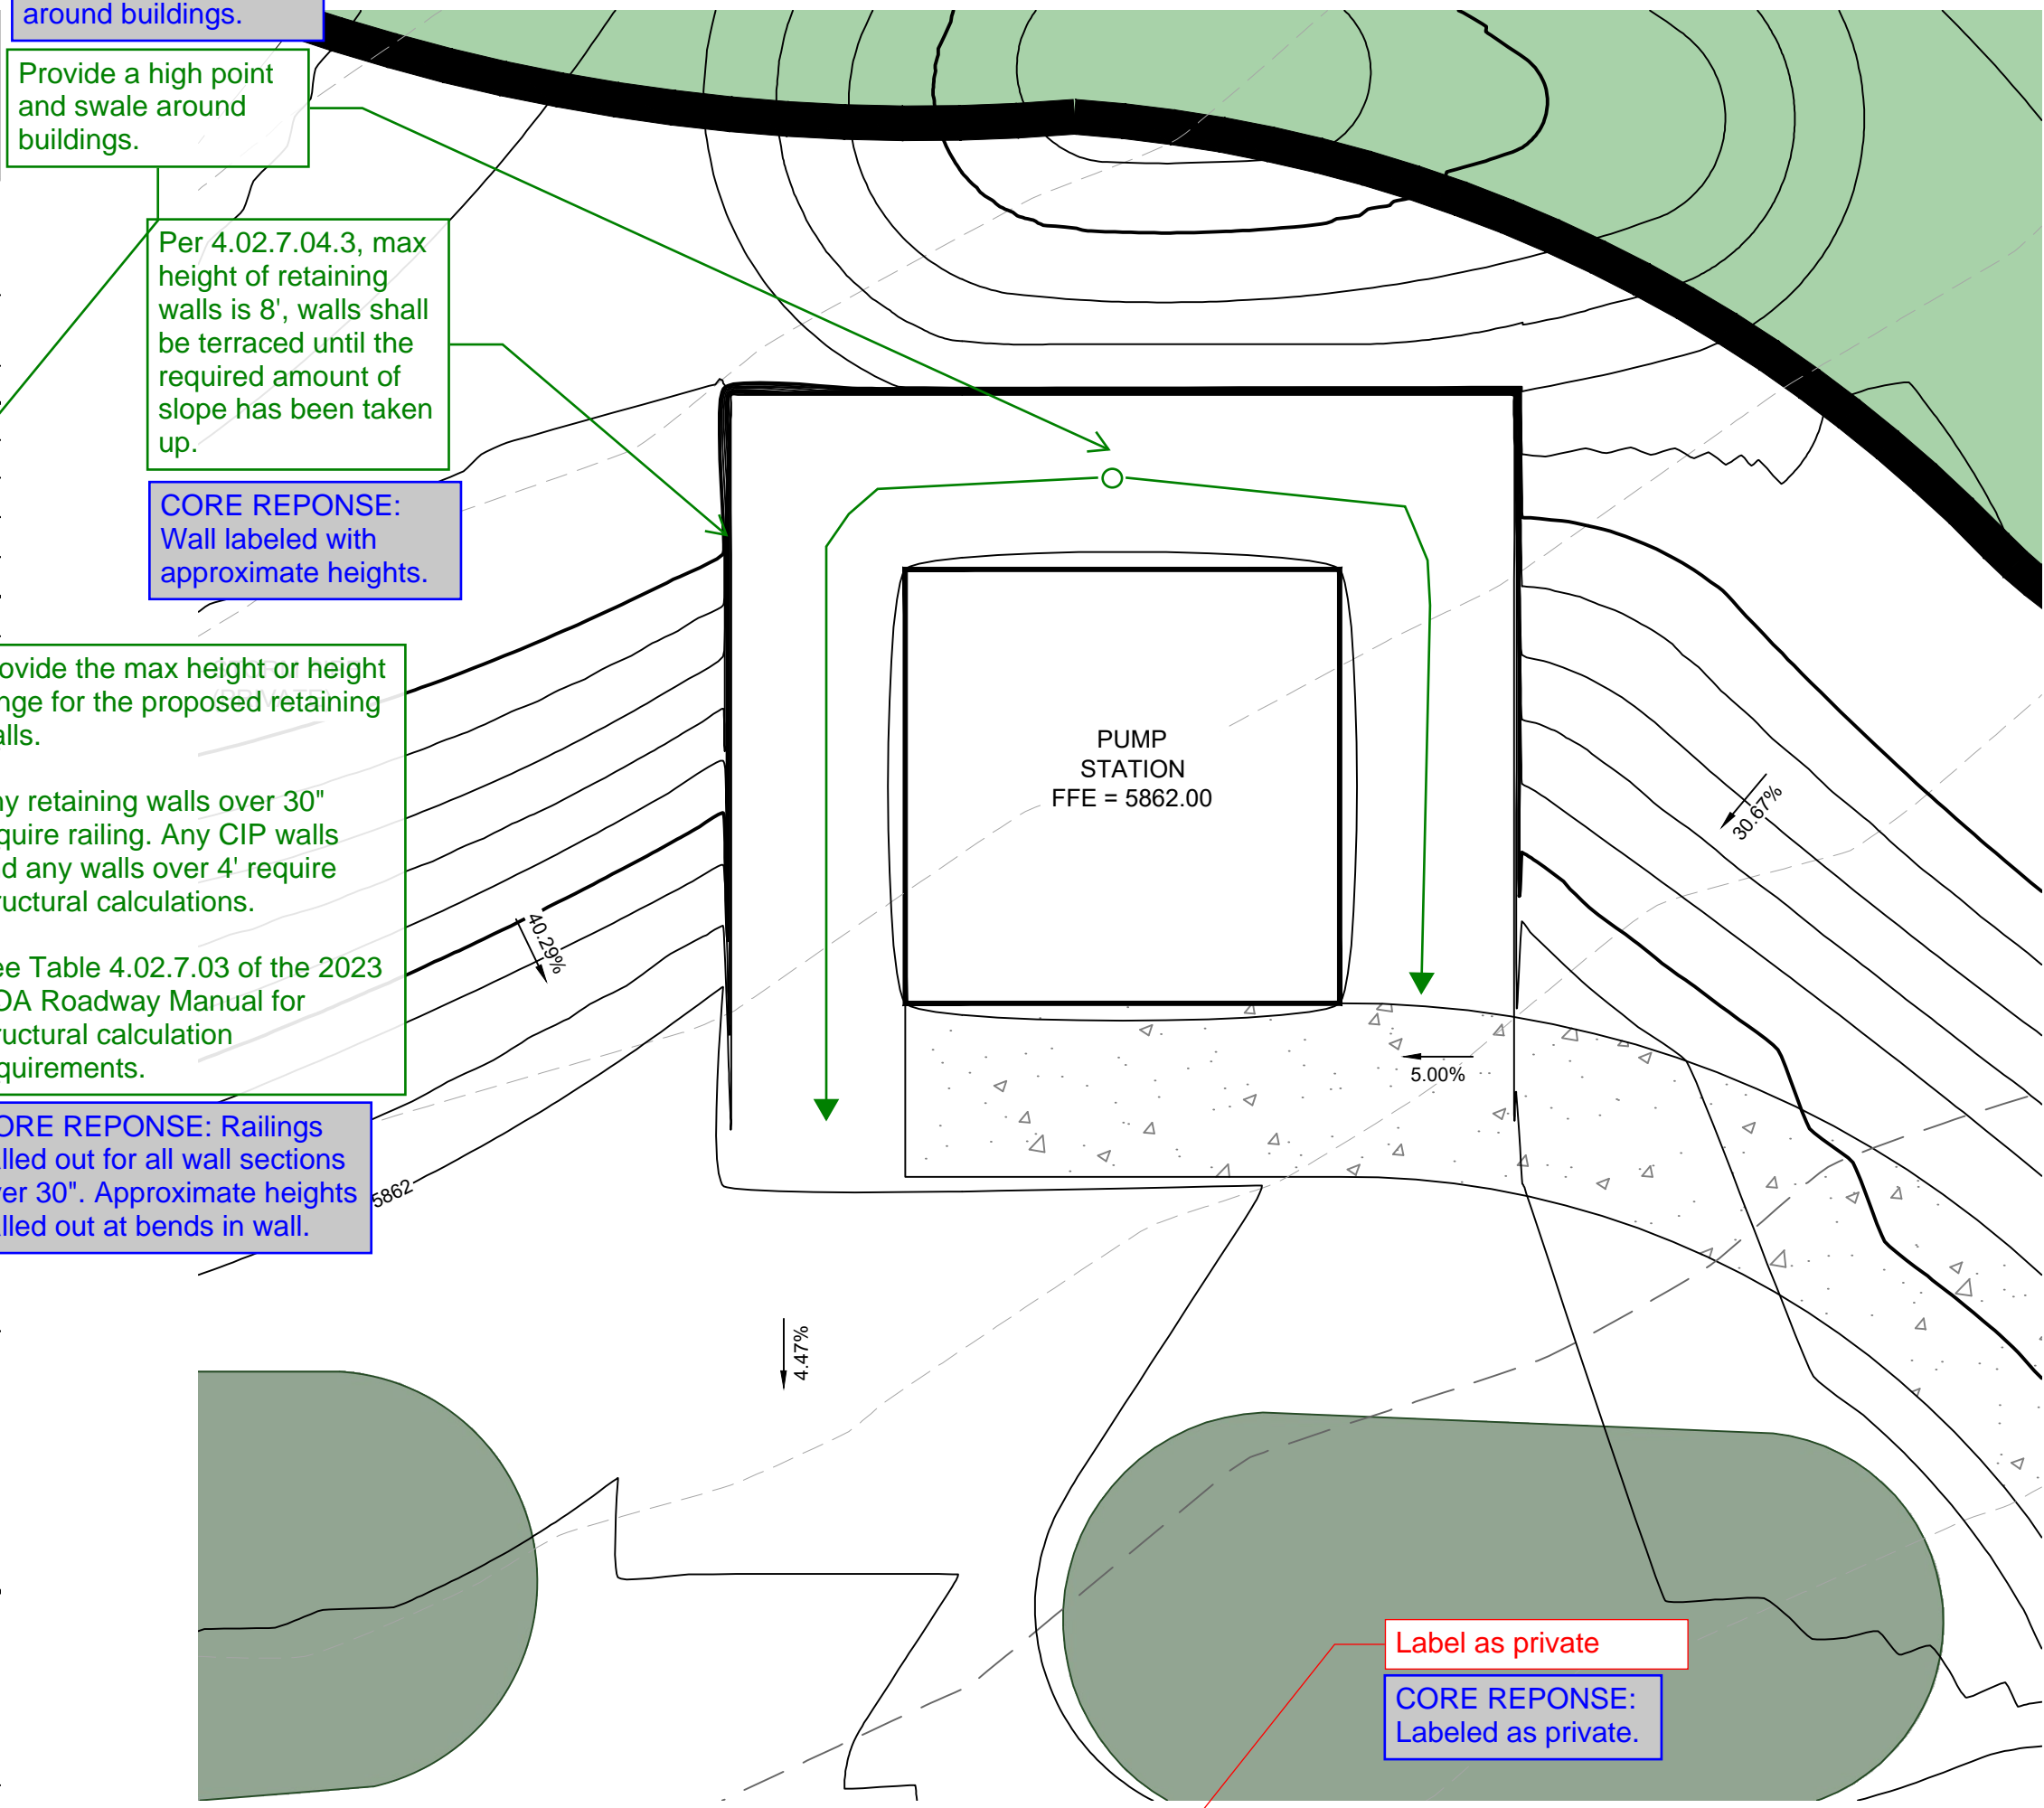 around buildings.
Provide a high point
and swale around
buildings.
Per 4.02.7.04.3, max
height of retaining
walls is 8', walls shall
be terraced until the
required amount of
slope has been taken
up.
CORE REPONSE:
Wall labeled with
approximate heights.
ovide the max height or height
nge for the proposed retaining
alls.
ny retaining walls over 30"
quire railing. Any CIP walls
d any walls over 4' require
ructural calculations.
ee Table 4.02.7.03 of the 2023
OA Roadway Manual for
ructural calculation
quirements.
ORE REPONSE: Railings
lled out for all wall sections
er 30". Approximate heights
lled out at bends in wall.
5862
40.29%
PUMP
STATION
FFE = 5862.00
30.67%
5.00%
4.47%
Label as private
CORE REPONSE:
Labeled as private.